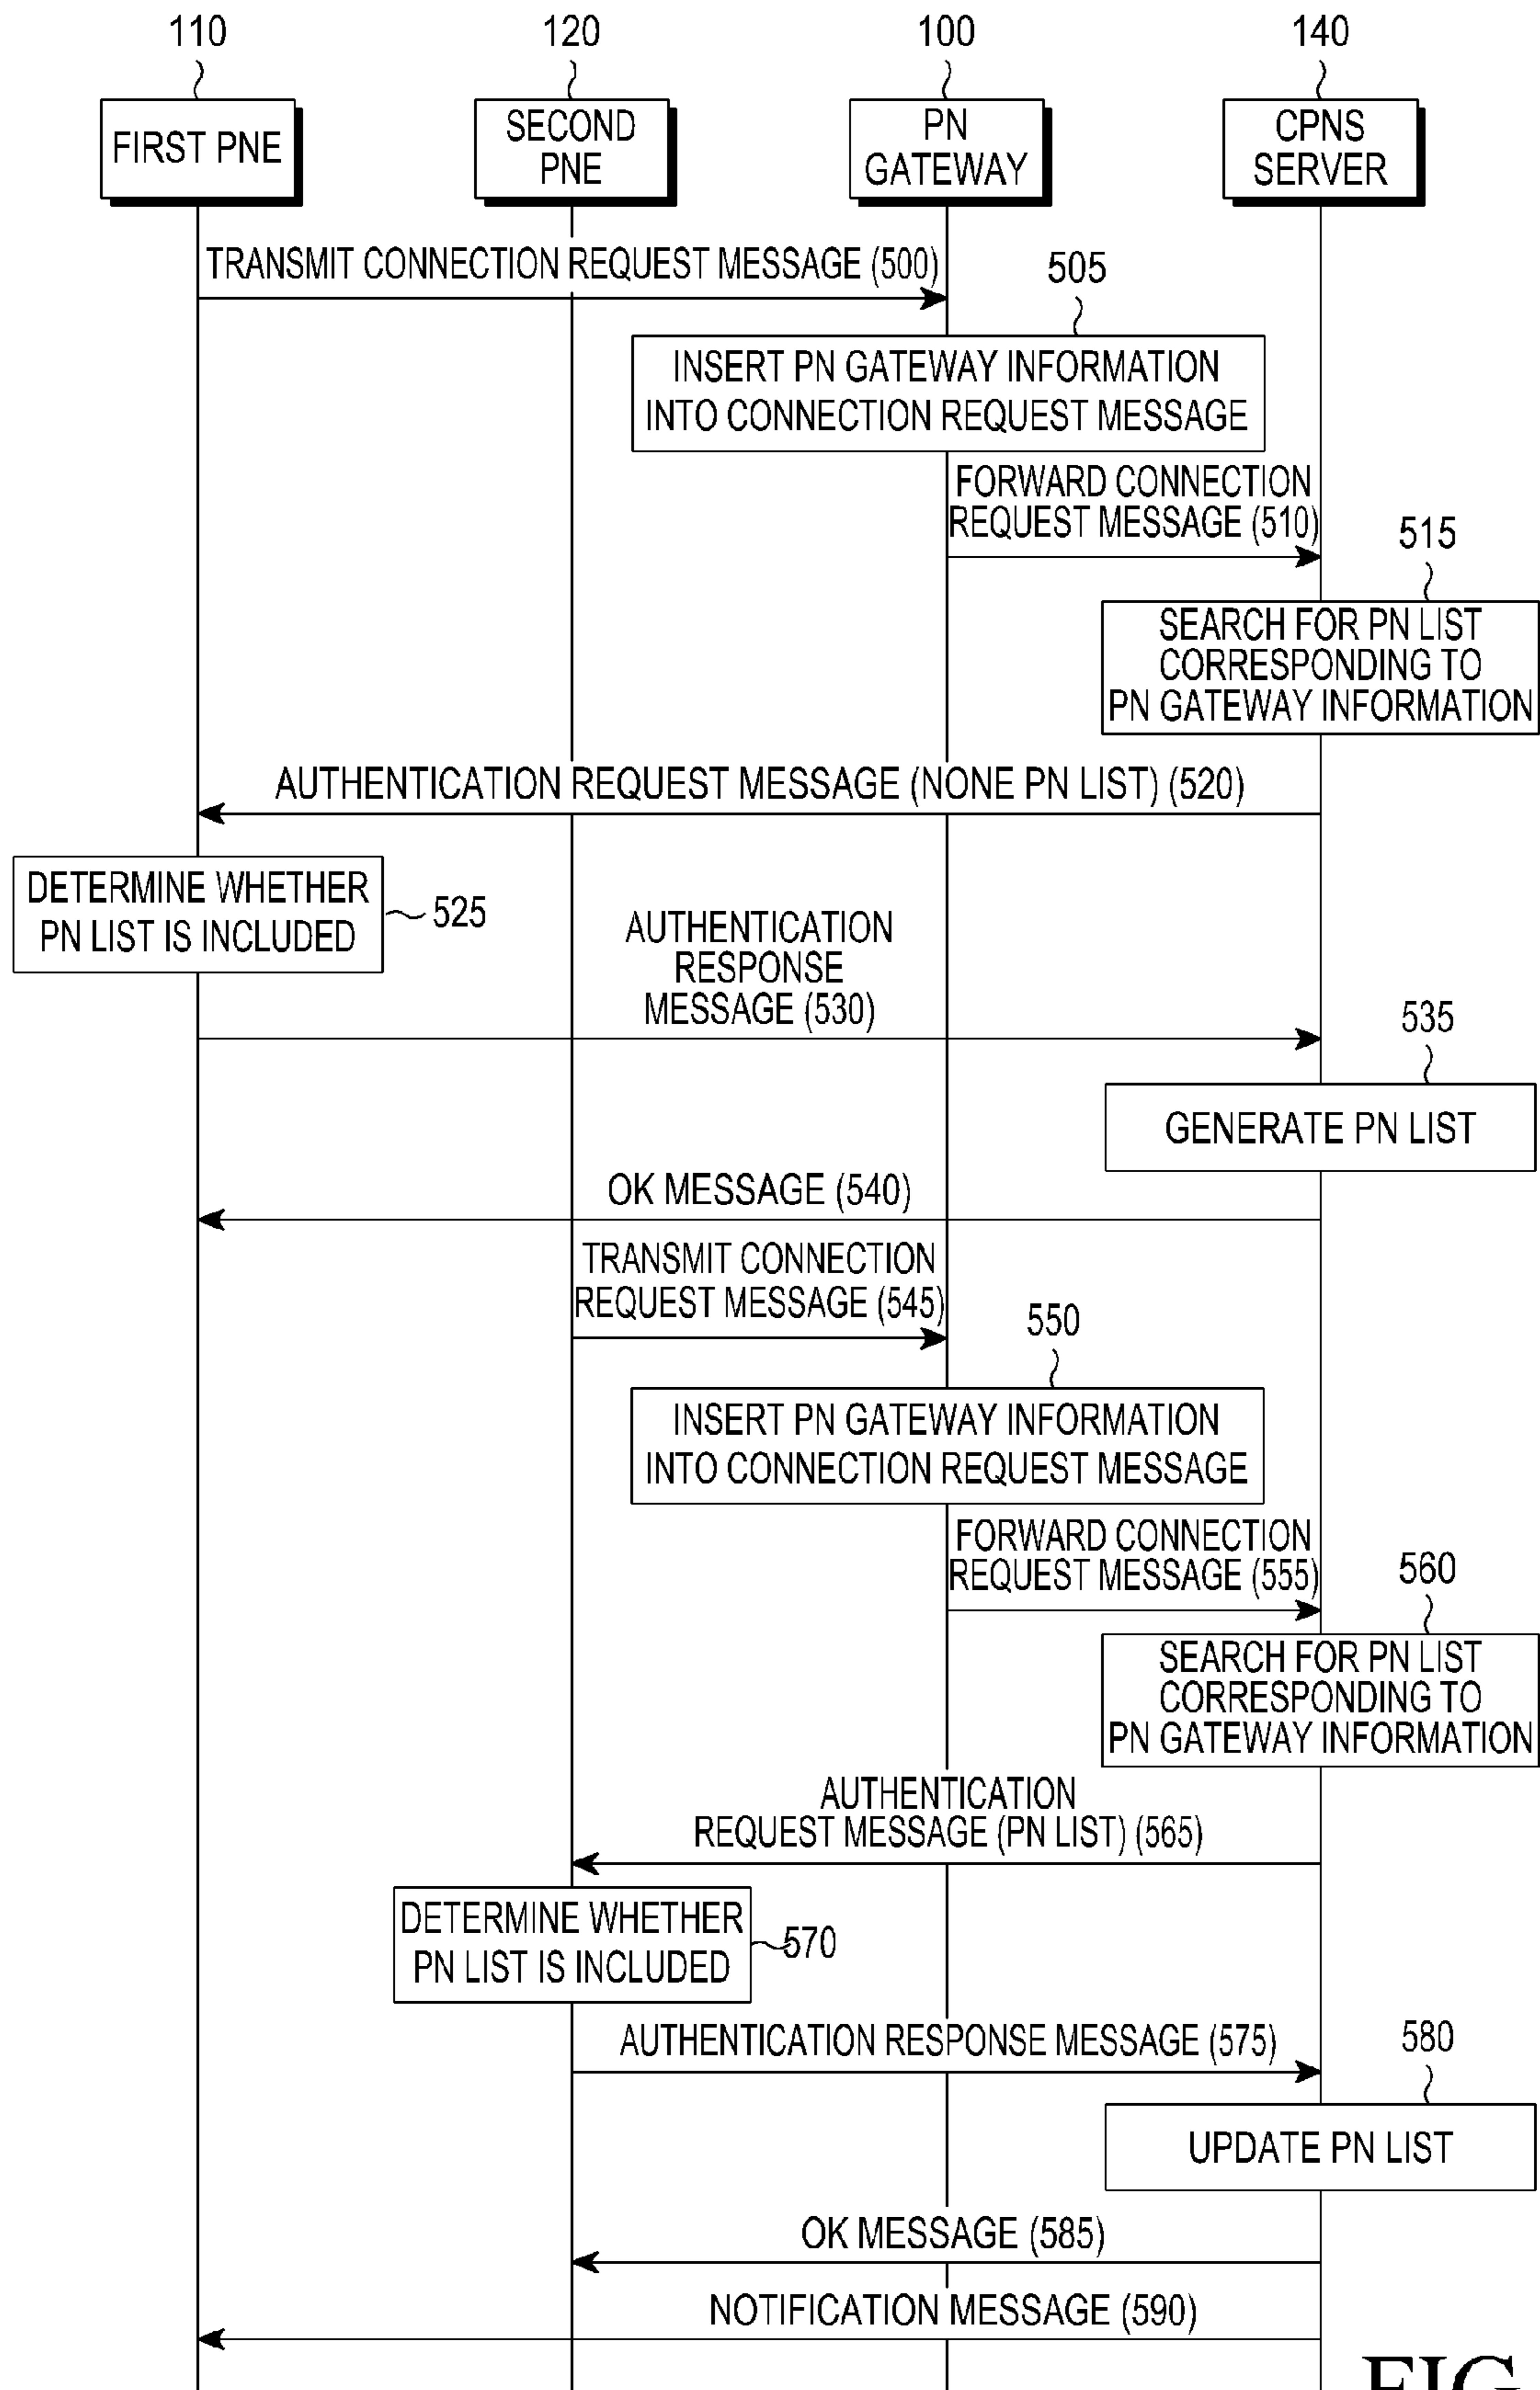 110
120
100
140
FIRST PNE
SECOND
PNE
PN
GATEWAY
CPNS
SERVER
TRANSMIT CONNECTION REQUEST MESSAGE (500)
505
INSERT PN GATEWAY INFORMATION
INTO CONNECTION REQUEST MESSAGE
FORWARD CONNECTION
REQUEST MESSAGE (510)
515
SEARCH FOR PN LIST
CORRESPONDING TO
PN GATEWAY INFORMATION
AUTHENTICATION REQUEST MESSAGE (NONE PN LIST) (520)
DETERMINE WHETHER
PN LIST IS INCLUDED
525
AUTHENTICATION
RESPONSE
MESSAGE (530)
535
GENERATE PN LIST
OK MESSAGE (540)
TRANSMIT CONNECTION
REQUEST MESSAGE (545)
550
INSERT PN GATEWAY INFORMATION
INTO CONNECTION REQUEST MESSAGE
FORWARD CONNECTION
REQUEST MESSAGE (555)
560
SEARCH FOR PN LIST
CORRESPONDING TO
PN GATEWAY INFORMATION
AUTHENTICATION
REQUEST MESSAGE (PN LIST) (565)
DETERMINE WHETHER
PN LIST IS INCLUDED
570
AUTHENTICATION RESPONSE MESSAGE (575)
580
UPDATE PN LIST
OK MESSAGE (585)
NOTIFICATION MESSAGE (590)